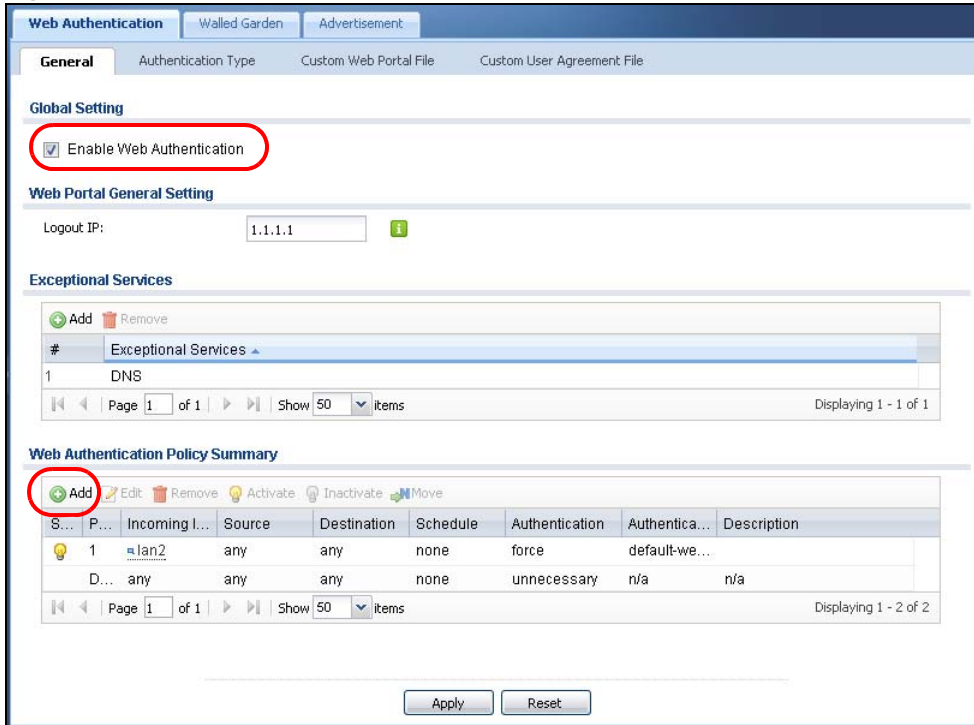 Web Authentication Walled Garden Advertisement
General Authentication Type Custom Web Portal File Custom User Agreement File
Global Setting
Enable Web Authentication
Web Portal General Setting
Logout IP: 1.1.1.1
Exceptional Services
Add Remove
# Exceptional Services
1 DNS
Page 1 of 1 Show 50 items Displaying 1 - 1 of 1
Web Authentication Policy Summary
Add Edit Remove Activate Inactivate Move
S... P... Incoming I... Source Destination Schedule Authentication Authentica... Description
1 lan2 any any none force default-we...
D... any any any none unnecessary n/a n/a
Page 1 of 1 Show 50 items Displaying 1 - 2 of 2
Apply Reset